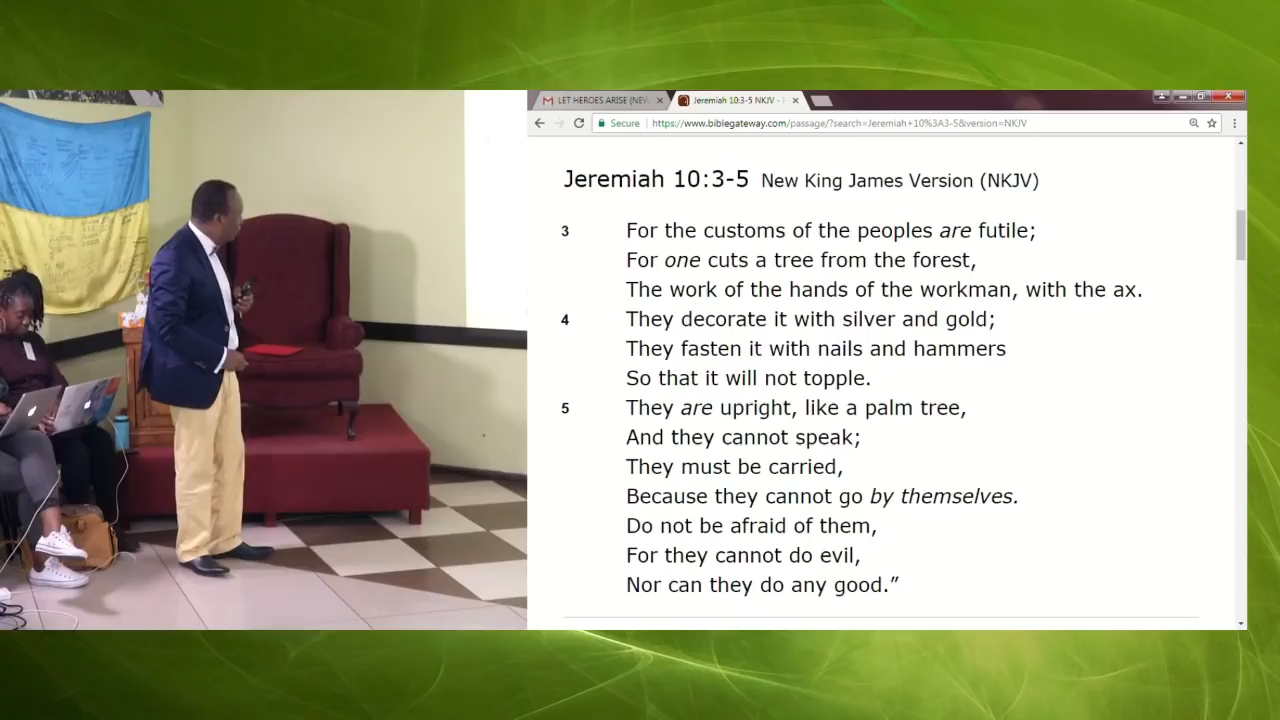 LET HEROES ARISE (NEW
Jeremiah 10:3-5 NKJV -
Secure
https://www.biblegateway.com/passage/?search=Jeremiah+10%3A3-5&version=NKJV
Jeremiah 10:3-5 New King James Version (NKJV)
3 For the customs of the peoples are futile;
For one cuts a tree from the forest,
The work of the hands of the workman, with the ax.
4 They decorate it with silver and gold;
They fasten it with nails and hammers
So that it will not topple.
5 They are upright, like a palm tree,
And they cannot speak;
They must be carried,
Because they cannot go by themselves.
Do not be afraid of them,
For they cannot do evil,
Nor can they do any good.”